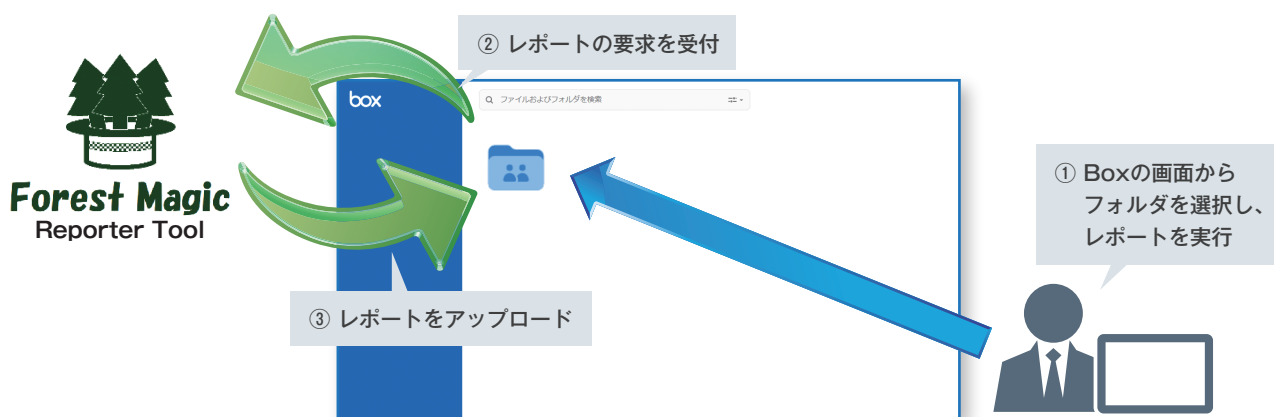 ② レポートの要求を受付
box
ファイルおよびフォルダを検索
① Boxの画面から
フォルダを選択し、
レポートを実行
Forest Magic
Reporter Tool
③ レポートをアップロード